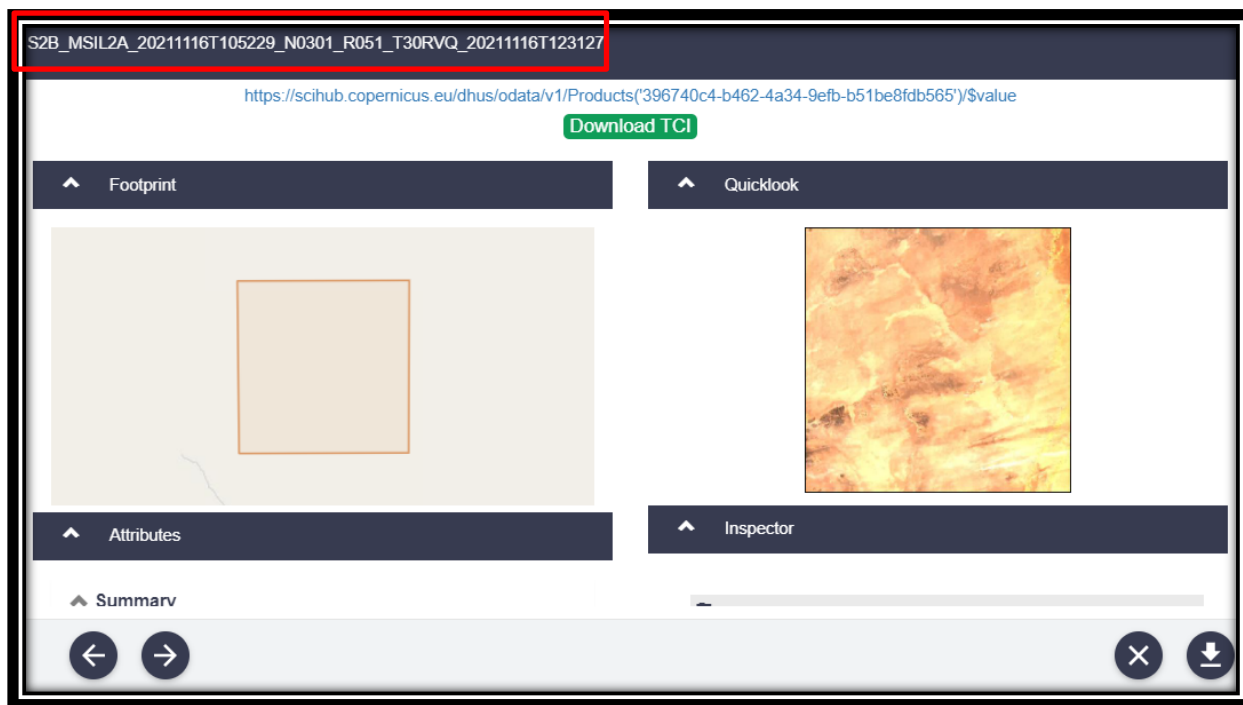 S2B_MSIL2A_20211116T105229_N0301_R051_T30RVQ_20211116T123127
https://scihub.copernicus.eu/dhus/odata/v1/Products('396740c4-b462-4a34-9efb-b51be8fdb565')/$value
Download TCI
Footprint
Quicklook
Attributes
Inspector
Summary